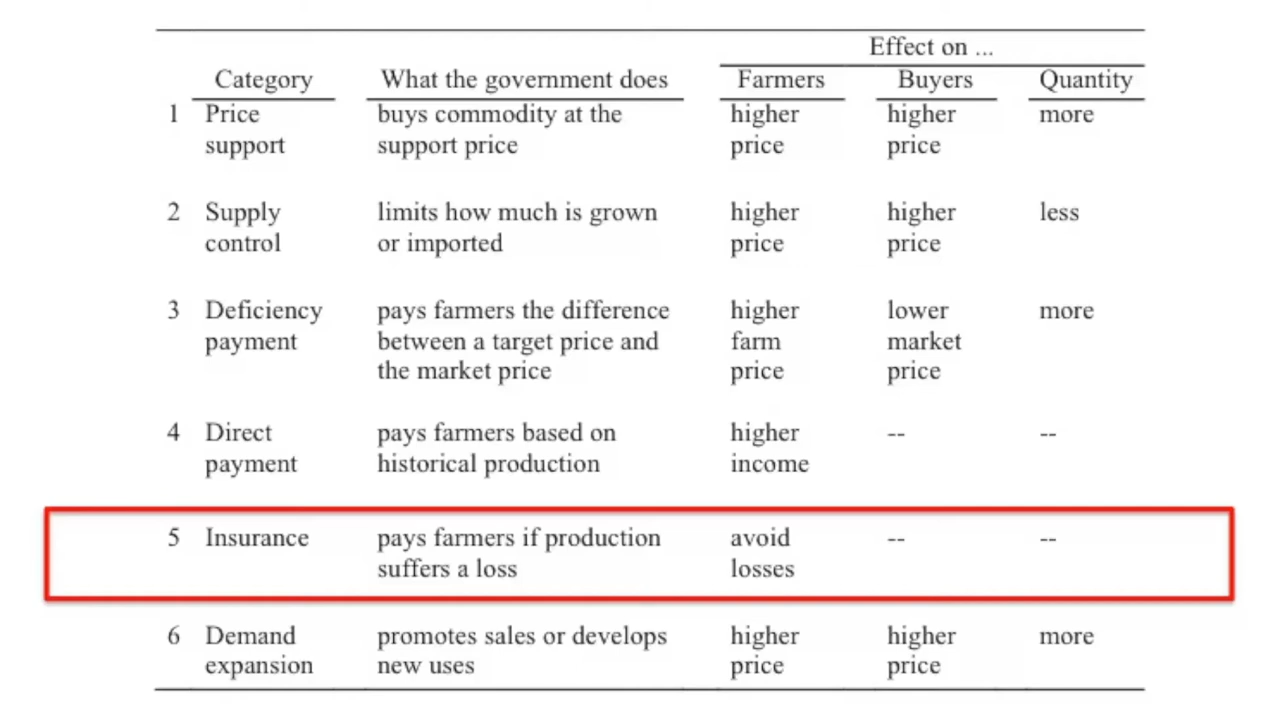 Effect on ...
Category What the government does Farmers Buyers Quantity
1 Price buys commodity at the higher higher more
support support price price price
2 Supply limits how much is grown higher higher less
control or imported price price
3 Deficiency pays farmers the difference higher lower more
payment between a target price and farm market
the market price price price
4 Direct pays farmers based on higher -- --
payment historical production income
5 Insurance pays farmers if production avoid -- --
suffers a loss losses
6 Demand promotes sales or develops higher higher more
expansion new uses price price